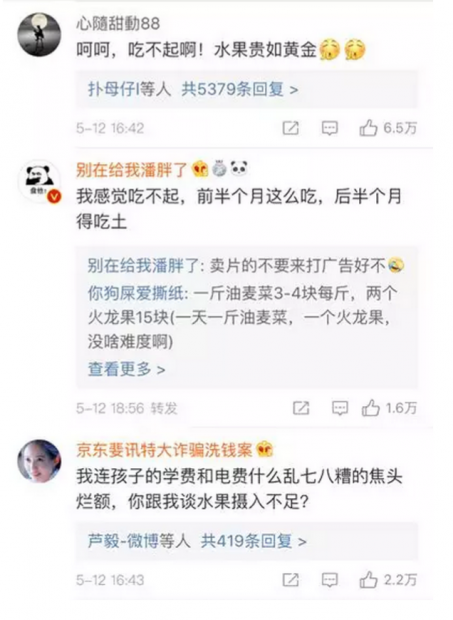 心隨甜動88
呵呵，吃不起啊！水果贵如黄金
扑母仔l等人 共5379条回复 >
5-12 16:42
6.5万
别在给我潘胖了
我感觉吃不起，前半个月这么吃，后半个月
得吃土
别在给我潘胖了: 卖片的不要来打广告好不
你狗屎爱撕纸: 一斤油麦菜3-4块每斤，两个
火龙果15块(一天一斤油麦菜，一个火龙果，
没啥难度啊)
查看更多 >
5-12 18:56 转发
1.6万
京东斐讯特大诈骗洗钱案
我连孩子的学费和电费什么乱七八糟的焦头
烂额，你跟我谈水果摄入不足?
芦毅-微博等人 共419条回复 >
5-12 16:43
2.2万